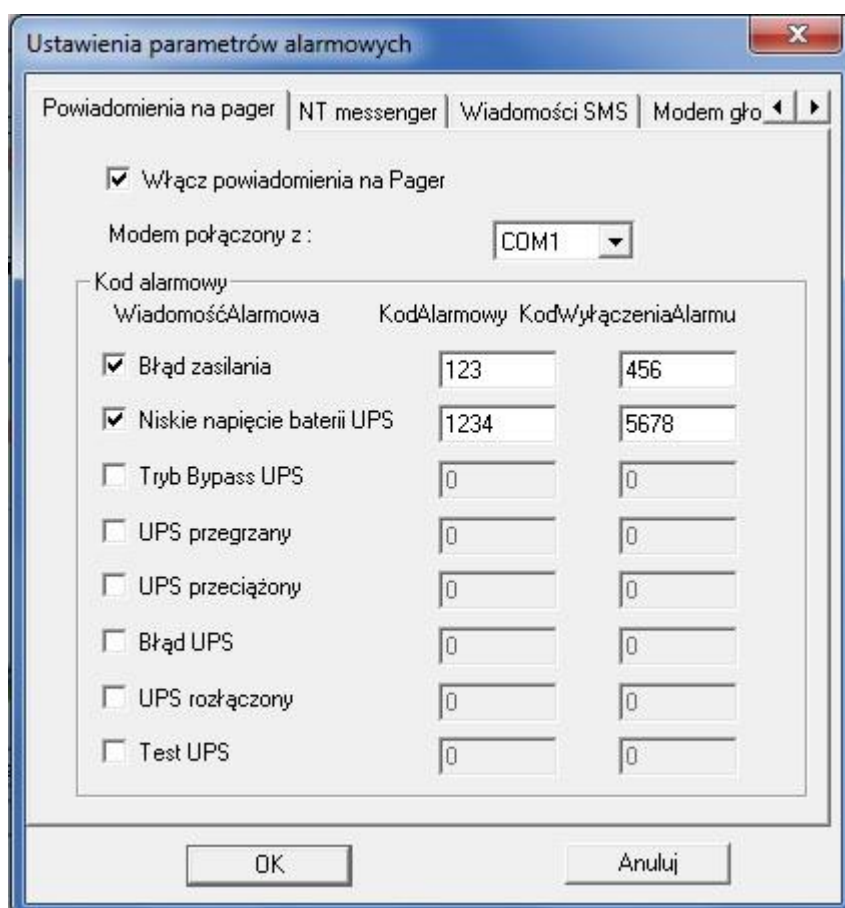 Ustawienia parametrów alarmowych
Powiadomienia na pager NT messenger Wiadomości SMS Modem gło
Włącz powiadomienia na Pager
Modem połączony z : COM1
Kod alarmowy
WiadomośćAlarmowa KodAlarmowy KodWyłączeniaAlarmu
Błąd zasilania 123 456
Niskie napięcie baterii UPS 1234 5678
Tryb Bypass UPS 0 0
UPS przegrzany 0 0
UPS przeciążony 0 0
Błąd UPS 0 0
UPS rozłączony 0 0
Test UPS 0 0
OK Anuluj